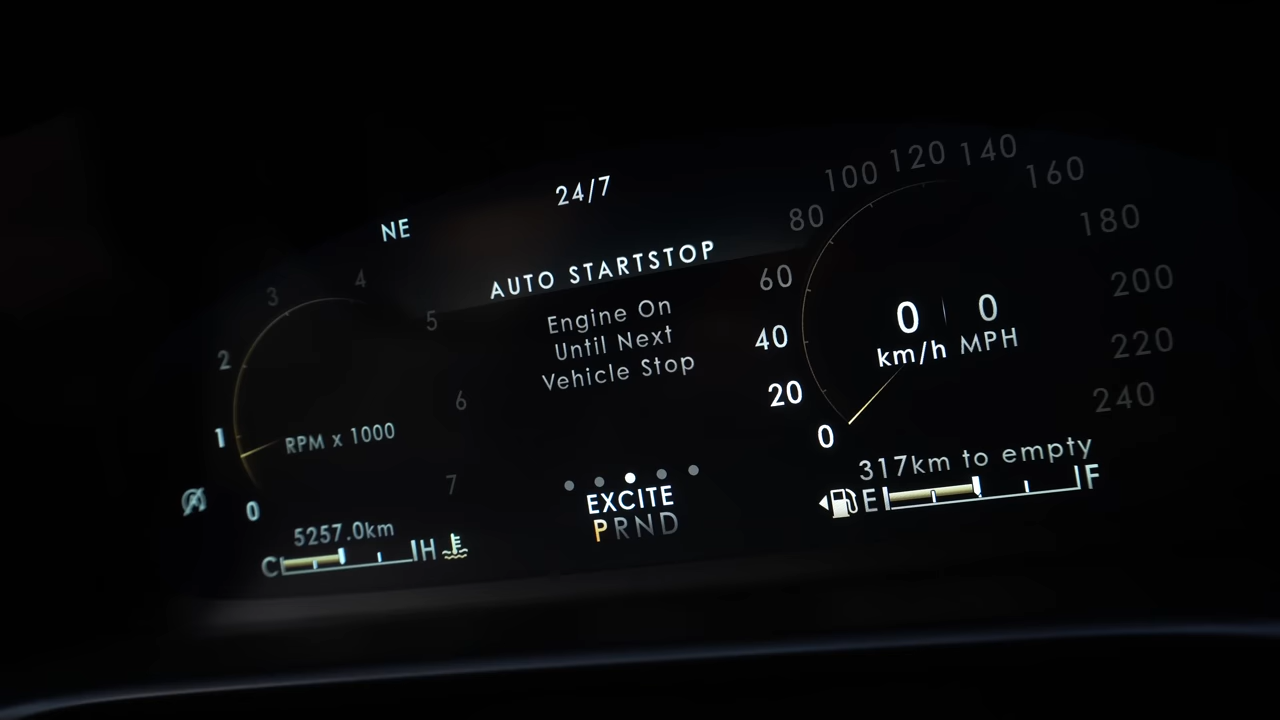 24/7
NE
AUTO STARTSTOP
Engine On
Until Next
Vehicle Stop
0 1 2 3 4 5 6 7
RPM x 1000
5257.0km
C H
EXCITE
PRND
0 20 40 60 80 100 120 140 160 180 200 220 240
0 0
km/h MPH
317km to empty
E F